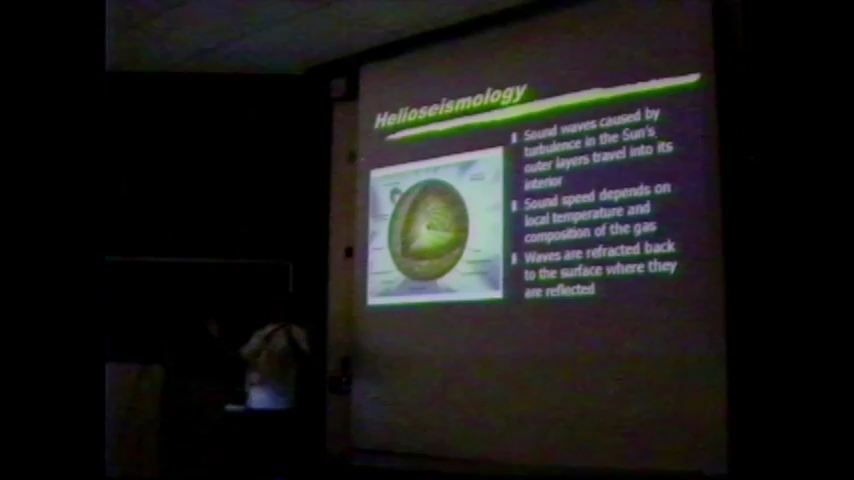 Helioseismology
Sound waves caused by
turbulence in the Sun's
outer layers travel into its
interior
Sound speed depends on
local temperature and
composition of the gas
Waves are refracted back
to the surface where they
are reflected